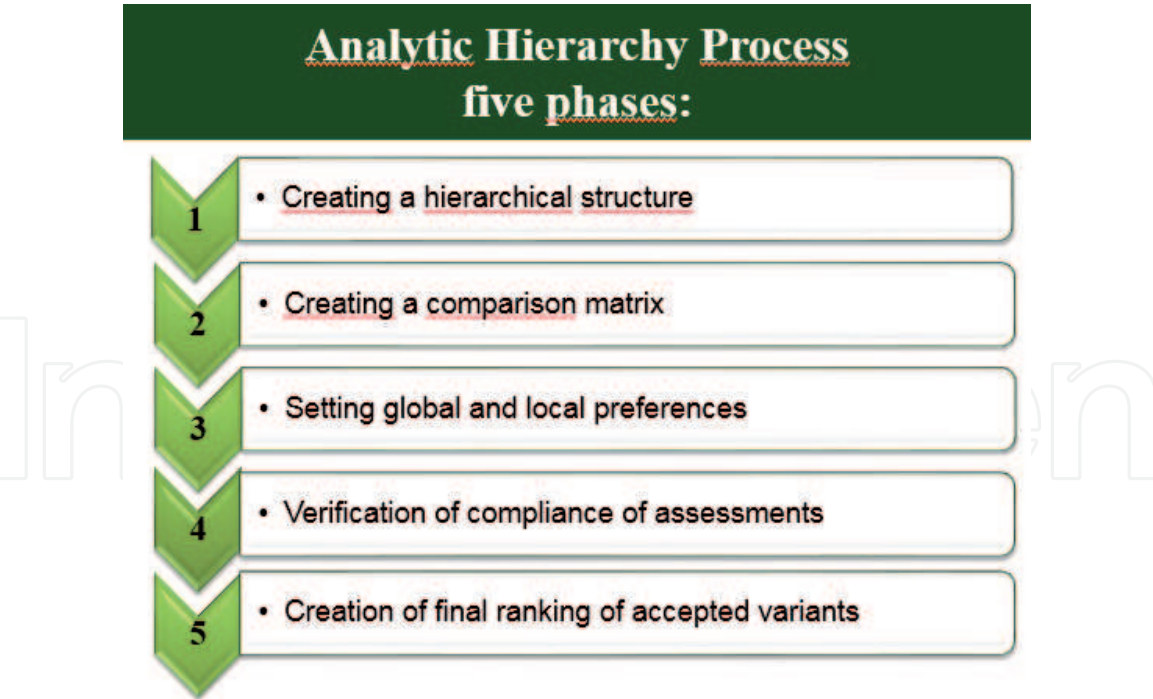 Analytic Hierarchy Process
five phases:
1
• Creating a hierarchical structure
2
• Creating a comparison matrix
3
• Setting global and local preferences
4
• Verification of compliance of assessments
5
• Creation of final ranking of accepted variants